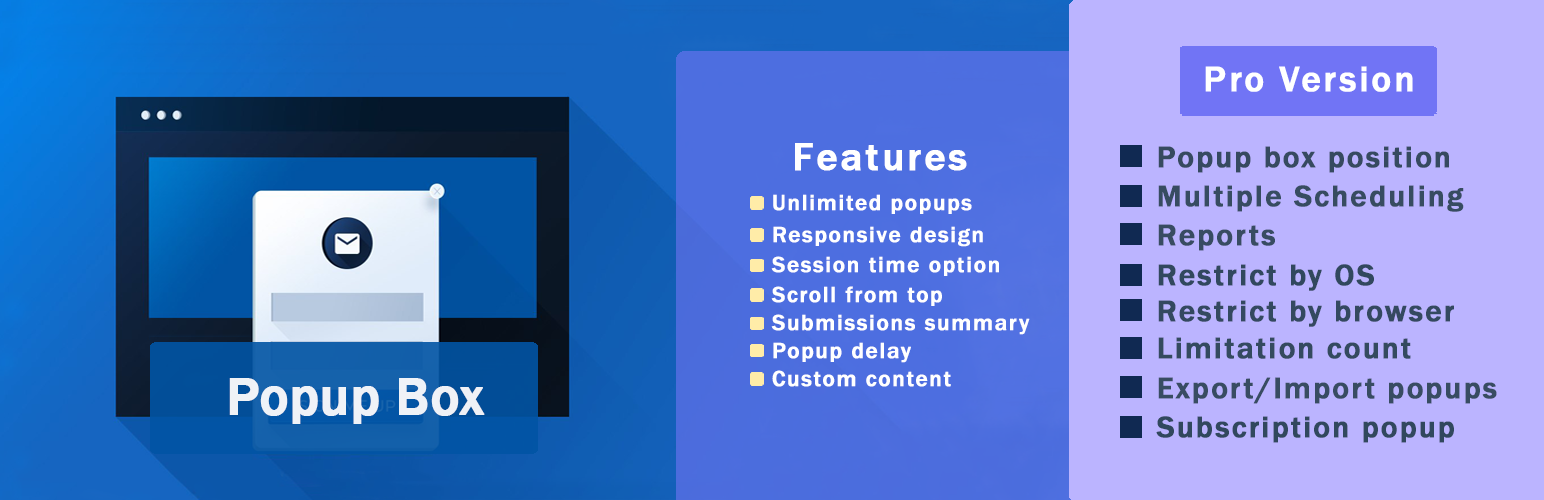 Popup Box
Features
Unlimited popups
Responsive design
Session time option
Scroll from top
Submissions summary
Popup delay
Custom content
Pro Version
Popup box position
Multiple Scheduling
Reports
Restrict by OS
Restrict by browser
Limitation count
Export/Import popups
Subscription popup